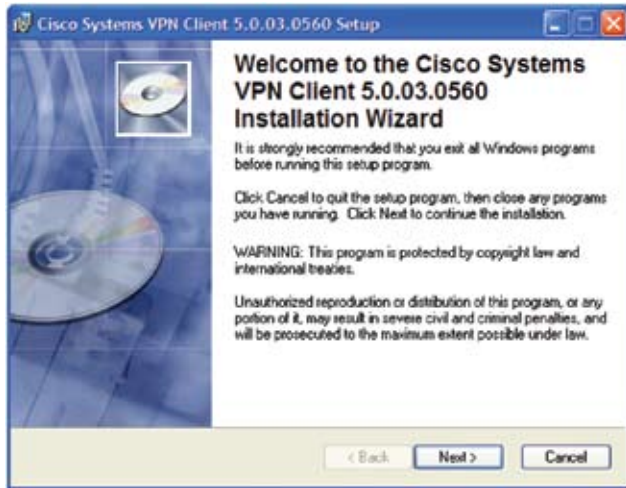 Cisco Systems VPN Client 5.0.03.0560 Setup
Welcome to the Cisco Systems
VPN Client 5.0.03.0560
Installation Wizard
It is strongly recommended that you exit all Windows programs
before running this setup program.
Click Cancel to quit the setup program, then close any programs
you have running. Click Next to continue the installation.
WARNING: This program is protected by copyright law and
international treaties.
Unauthorized reproduction or distribution of this program, or any
portion of it, may result in severe civil and criminal penalties, and
will be prosecuted to the maximum extent possible under law.
< Back Next > Cancel